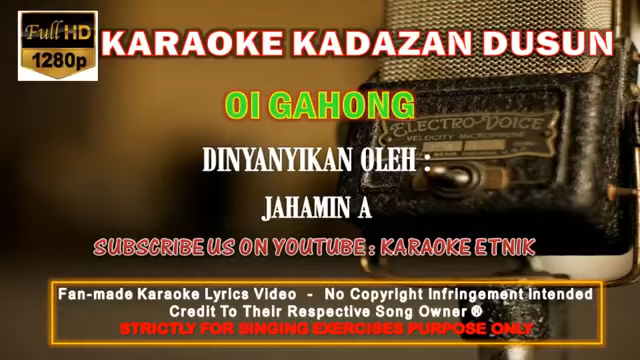 Full HD
1280p
KARAOKE KADAZAN DUSUN
OI GAHONG
ELECTRO-VOICE
VELOCITY MICROPHONE
DINYANYIKAN OLEH :
JAHAMIN A
SUBSCRIBE US ON YOUTUBE : KARAOKE ETNIK
Fan-made Karaoke Lyrics Video - No Copyright Infringement Intended
Credit To Their Respective Song Owner ®
STRICTLY FOR SINGING EXERCISES PURPOSE ONLY